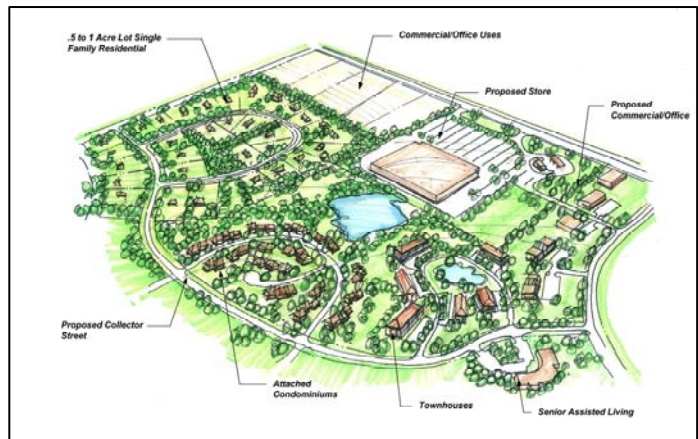 .5 to 1 Acre Lot Single
Family Residential
Commercial/Office Uses
Proposed Store
Proposed
Commercial/Office
Proposed Collector
Street
Attached
Condominiums
Townhouses
Senior Assisted Living